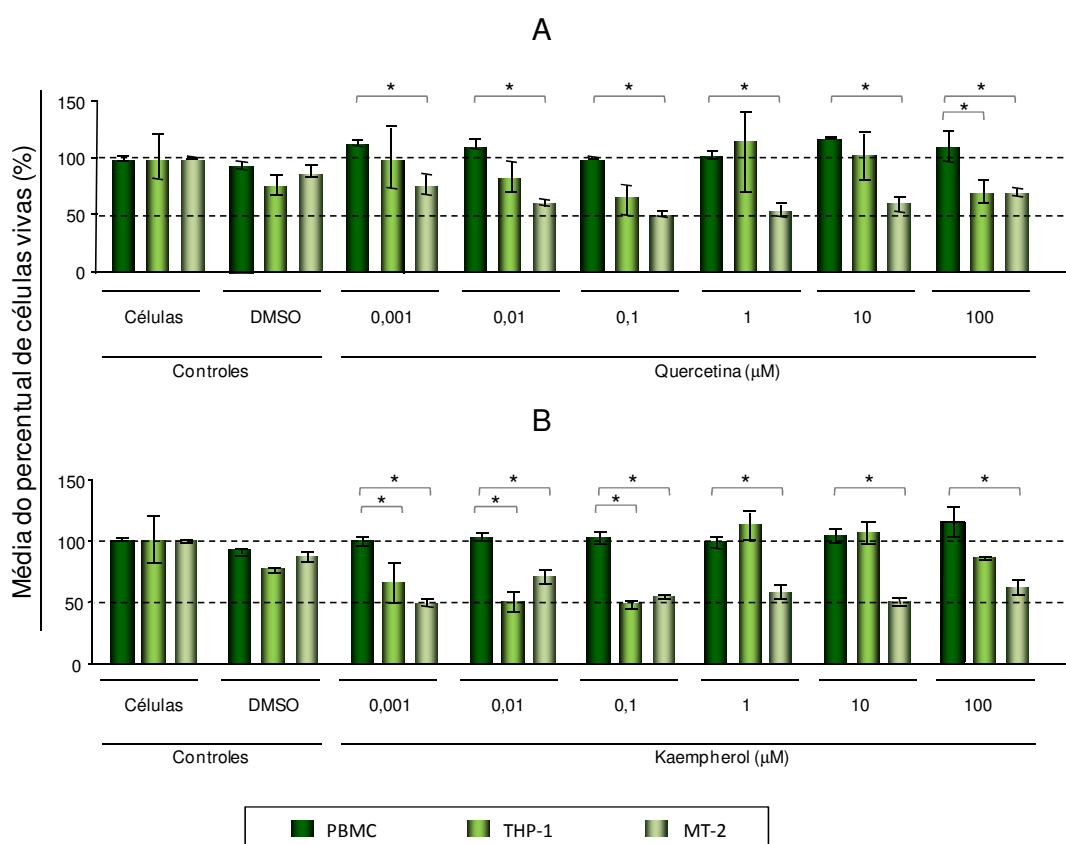 A
Média do percentual de células vivas (%)
* * * * * *
*
150
100
50
0
Células DMSO 0,001 0,01 0,1 1 10 100
Controles Quercetina (μM)
B
* * * * * *
* * *
150
100
50
0
Células DMSO 0,001 0,01 0,1 1 10 100
Controles Kaempherol (μM)
PBMC THP-1 MT-2